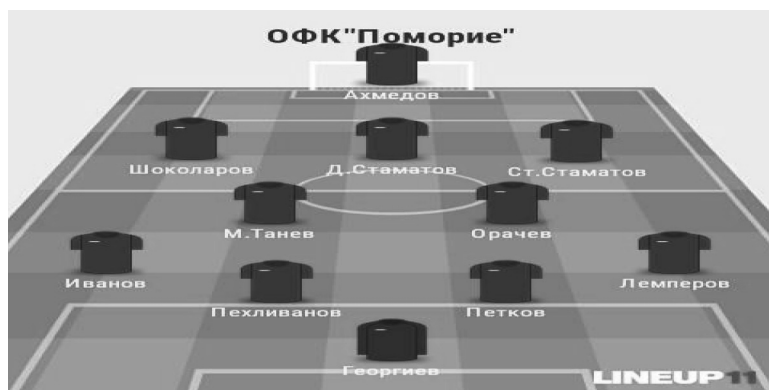 ОФК"Поморие"
Ахмедов
Шоколаров
Д.Стаматов
Ст.Стаматов
М.Танев
Орачев
Иванов
Лемперов
Пехливанов
Петков
Георгиев
LINEUP11